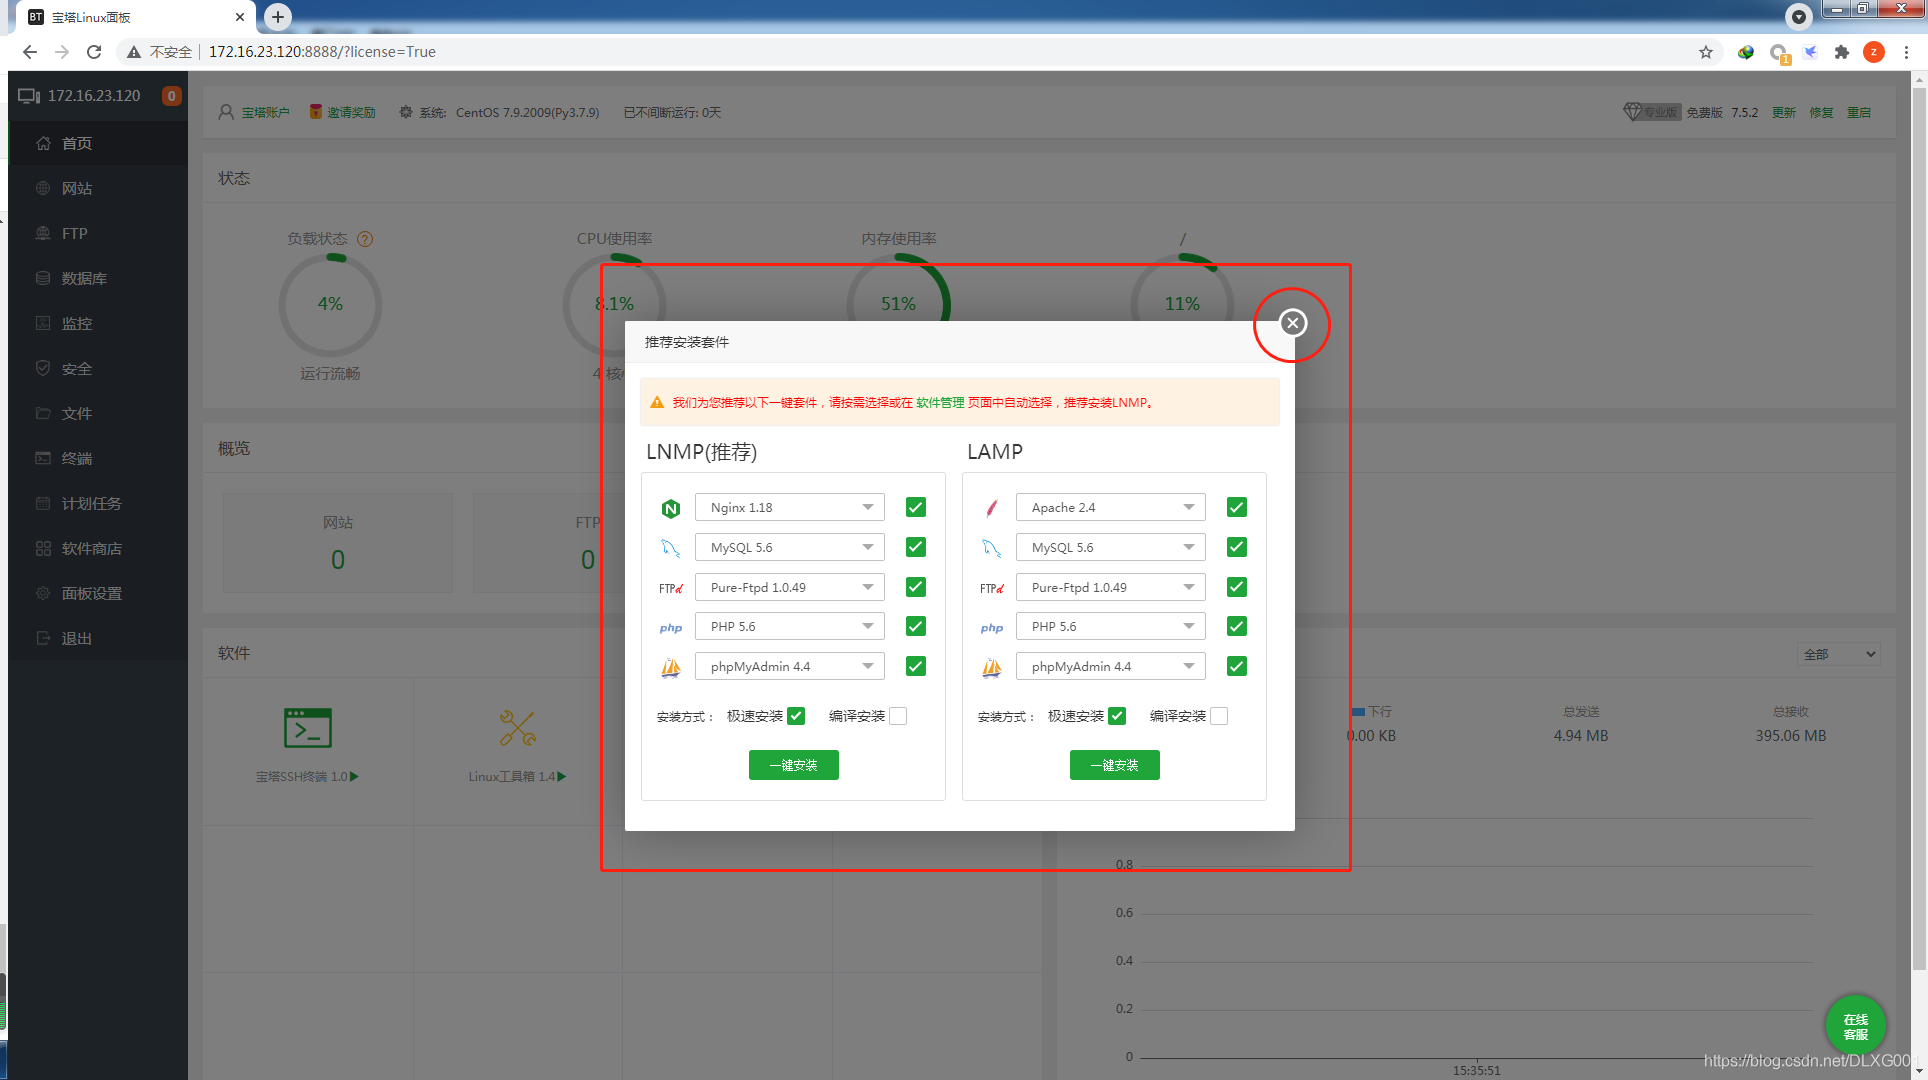 BT 宝塔Linux面板
不安全 172.16.23.120:8888/?license=True
1
z
172.16.23.120 0
首页
网站
FTP
数据库
监控
安全
文件
终端
计划任务
软件商店
面板设置
退出
宝塔账户 邀请奖励 系统: CentOS 7.9.2009(Py3.7.9) 已不间断运行: 0天
专业版 免费版 7.5.2 更新 修复 重启
状态
负载状态 ? CPU使用率 内存使用率 /
4% 8.1% 51% 11%
运行流畅 4 核心
推荐安装套件
我们为您推荐以下一键套件，请按需选择或在 软件管理 页面中自动选择，推荐安装LNMP。
LNMP(推荐)
Nginx 1.18
MySQL 5.6
FTPd Pure-Ftpd 1.0.49
php PHP 5.6
phpMyAdmin 4.4
安装方式： 极速安装 编译安装
一键安装
LAMP
Apache 2.4
MySQL 5.6
FTPd Pure-Ftpd 1.0.49
php PHP 5.6
phpMyAdmin 4.4
安装方式： 极速安装 编译安装
一键安装
概览
网站 FTP
0 0
软件
宝塔SSH终端 1.0 Linux工具箱 1.4
全部
下行 总发送 总接收
0.00 KB 4.94 MB 395.06 MB
0.8
0.6
0.4
0.2
0
15:35:51
在线
客服
https://blog.csdn.net/DLXG001